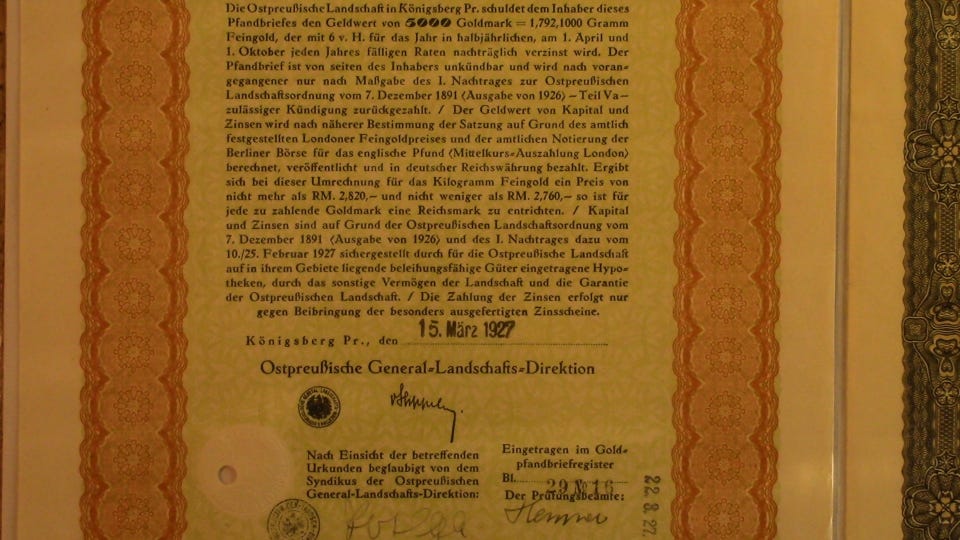 Die Ostpreußische Landschaft in Königsberg Pr. schuldet dem Inhaber dieses
Pfandbriefes den Geldwert von 5000 Goldmark = 1,792,1000 Gramm
Feingold, der mit 6 v. H. für das Jahr in halbjährlichen, am 1. April und
1. Oktober jeden Jahres fälligen Raten nachträglich verzinst wird. Der
Pfandbrief ist von seiten des Inhabers unkündbar und wird nach voran-
gegangener nur nach Maßgabe des I. Nachtrages zur Ostpreußischen
Landschaftsordnung vom 7. Dezember 1891 (Ausgabe von 1926) – Teil Va –
zulässiger Kündigung zurückgezahlt. / Der Geldwert von Kapital und
Zinsen wird nach näherer Bestimmung der Satzung auf Grund des amtlich
festgestellten Londoner Feingoldpreises und der amtlichen Notierung der
Berliner Börse für das englische Pfund (Mittelkurs-Auszahlung London)
berechnet, veröffentlicht und in deutscher Reichswährung bezahlt. Ergibt
sich bei dieser Umrechnung für das Kilogramm Feingold ein Preis von
nicht mehr als RM. 2,820,– und nicht weniger als RM. 2,760,– so ist für
jede zu zahlende Goldmark eine Reichsmark zu entrichten. / Kapital
und Zinsen sind auf Grund der Ostpreußischen Landschaftsordnung vom
7. Dezember 1891 (Ausgabe von 1926) und des I. Nachtrages dazu vom
10./25. Februar 1927 sichergestellt durch für die Ostpreußische Landschaft
auf in ihrem Gebiete liegende beleihungsfähige Güter eingetragene Hypo-
theken, durch das sonstige Vermögen der Landschaft und die Garantie
der Ostpreußischen Landschaft. / Die Zahlung der Zinsen erfolgt nur
gegen Beibringung der besonders ausgefertigten Zinsscheine.
Königsberg Pr., den 15. März 1927
Ostpreußische General-Landschafts-Direktion
Nach Einsicht der betreffenden
Urkunden beglaubigt von dem
Syndikus der Ostpreußischen
General-Landschafts-Direktion:
Eingetragen im Gold-
pfandbriefregister
Bl. 29 № 16
Der Prüfungsbeamte:
22. 8. 27.